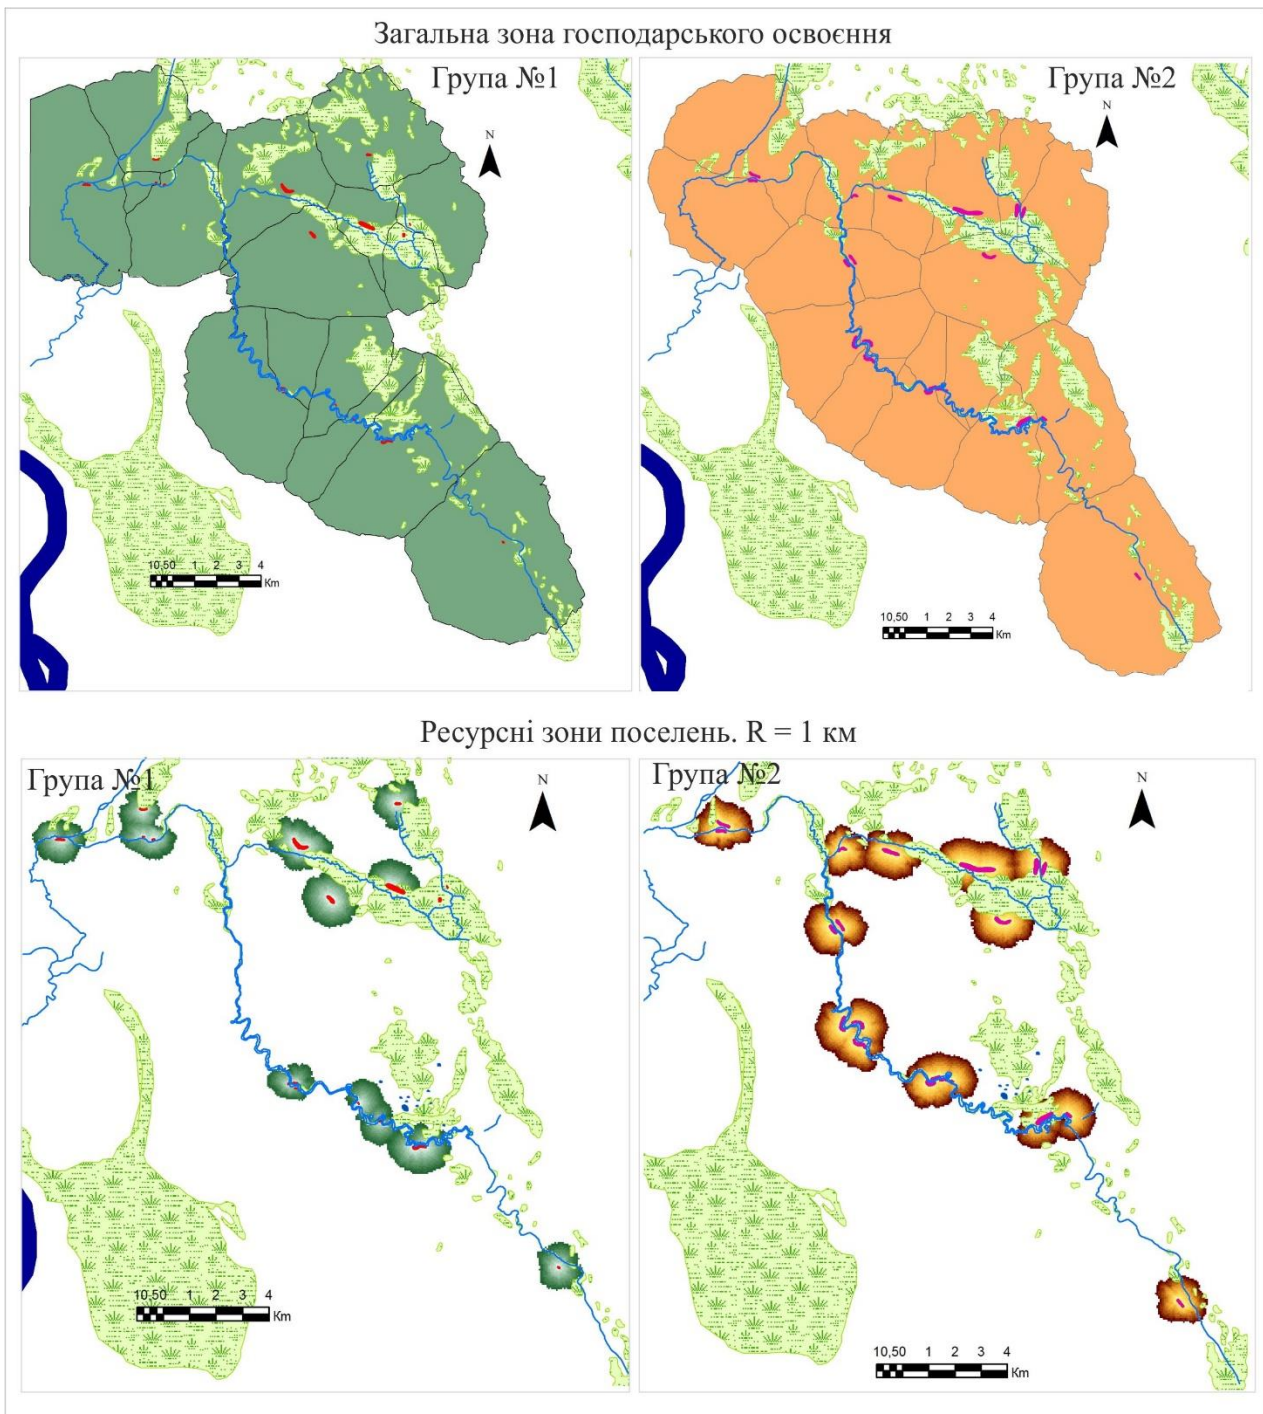 Загальна зона господарського освоєння
Група №1
Група №2
N
N
10,50 1 2 3 4
Km
10,50 1 2 3 4
Km
Ресурсні зони поселень. R = 1 км
Група №1
Група №2
N
N
10,50 1 2 3 4
Km
10,50 1 2 3 4
Km